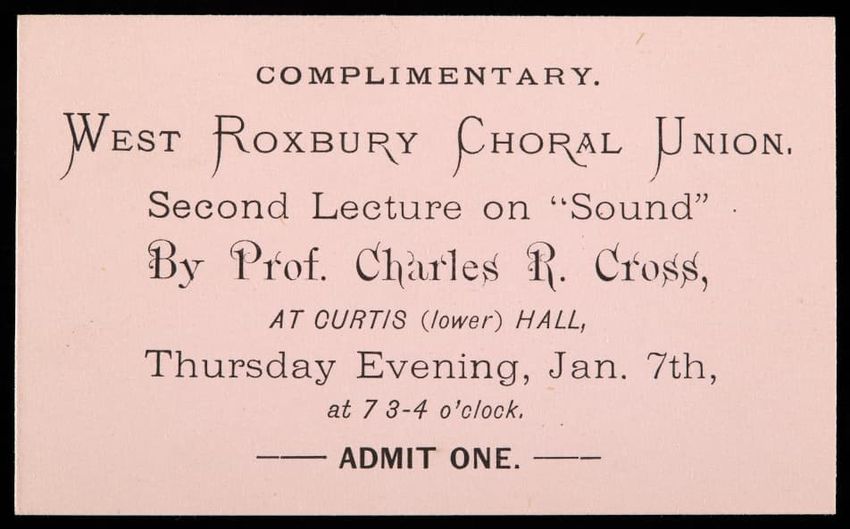 COMPLIMENTARY.
WEST ROXBURY CHORAL UNION.
Second Lecture on “Sound”
By Prof. Charles R. Cross,
AT CURTIS (lower) HALL,
Thursday Evening, Jan. 7th,
at 7 3-4 o'clock.
ADMIT ONE.